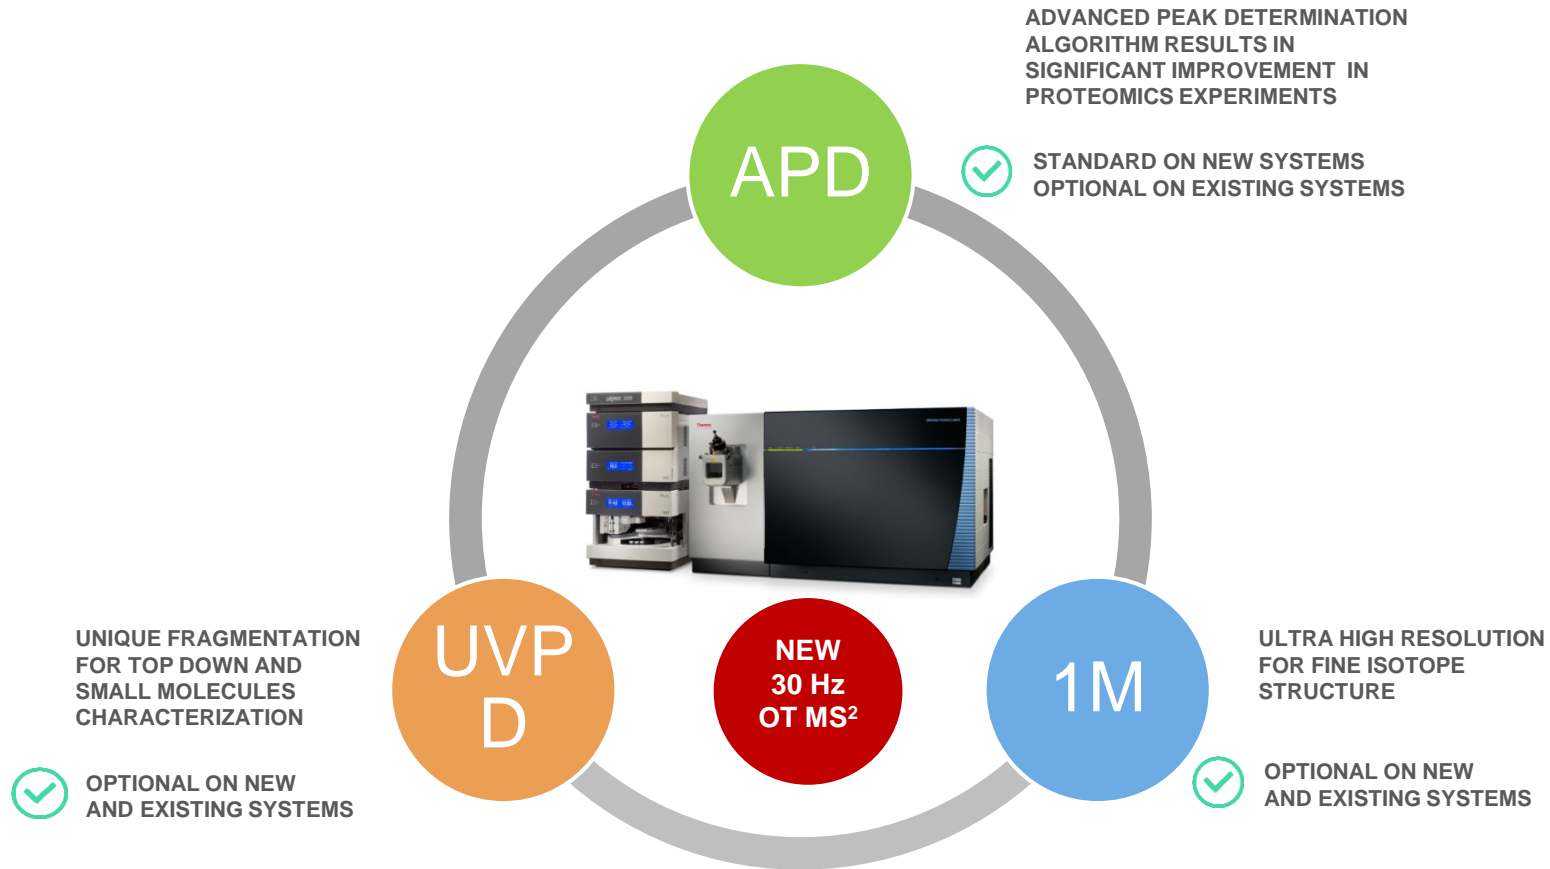 ADVANCED PEAK DETERMINATION
ALGORITHM RESULTS IN
SIGNIFICANT IMPROVEMENT IN
PROTEOMICS EXPERIMENTS
APD
STANDARD ON NEW SYSTEMS
OPTIONAL ON EXISTING SYSTEMS
UNIQUE FRAGMENTATION
FOR TOP DOWN AND
SMALL MOLECULES
CHARACTERIZATION
UVP
D
OPTIONAL ON NEW
AND EXISTING SYSTEMS
NEW
30 Hz
OT MS²
1M
ULTRA HIGH RESOLUTION
FOR FINE ISOTOPE
STRUCTURE
OPTIONAL ON NEW
AND EXISTING SYSTEMS